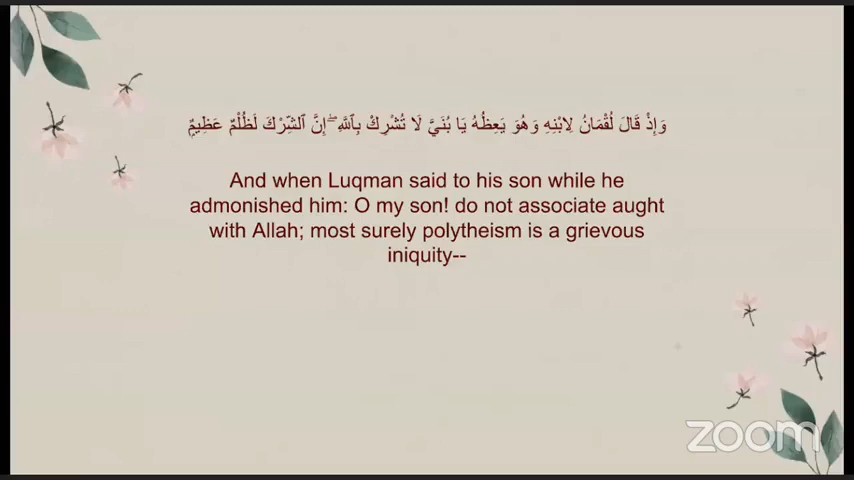 وَإِذْ قَالَ لُقْمَانُ لِابْنِهِ وَهُوَ يَعِظُهُ يَا بُنَيَّ لَا تُشْرِكْ بِاللَّهِ ۖ إِنَّ الشِّرْكَ لَظُلْمٌ عَظِيمٌ
And when Luqman said to his son while he
admonished him: O my son! do not associate aught
with Allah; most surely polytheism is a grievous
iniquity--
zoom